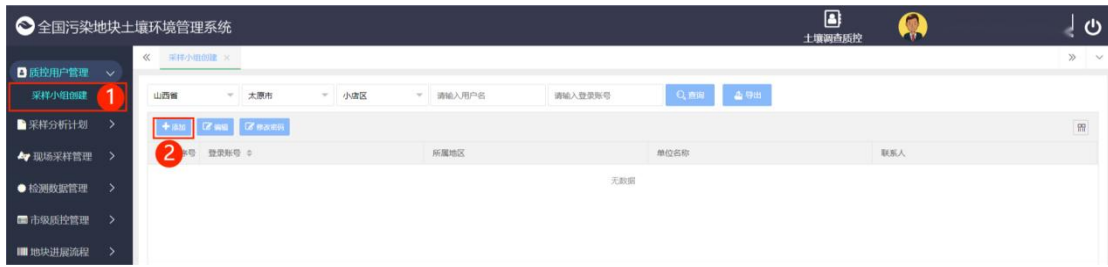 全国污染地块土壤环境管理系统
土壤调查质控
质控用户管理
采样小组创建
采样小组创建 1
山西省 太原市 小店区 请输入用户名 请输入登录账号 查询 导出
采样分析计划
添加 编辑 修改密码
2 序号 登录账号 所属地区 单位名称 联系人
现场采样管理
无数据
检测数据管理
市级质控管理
地块进展流程